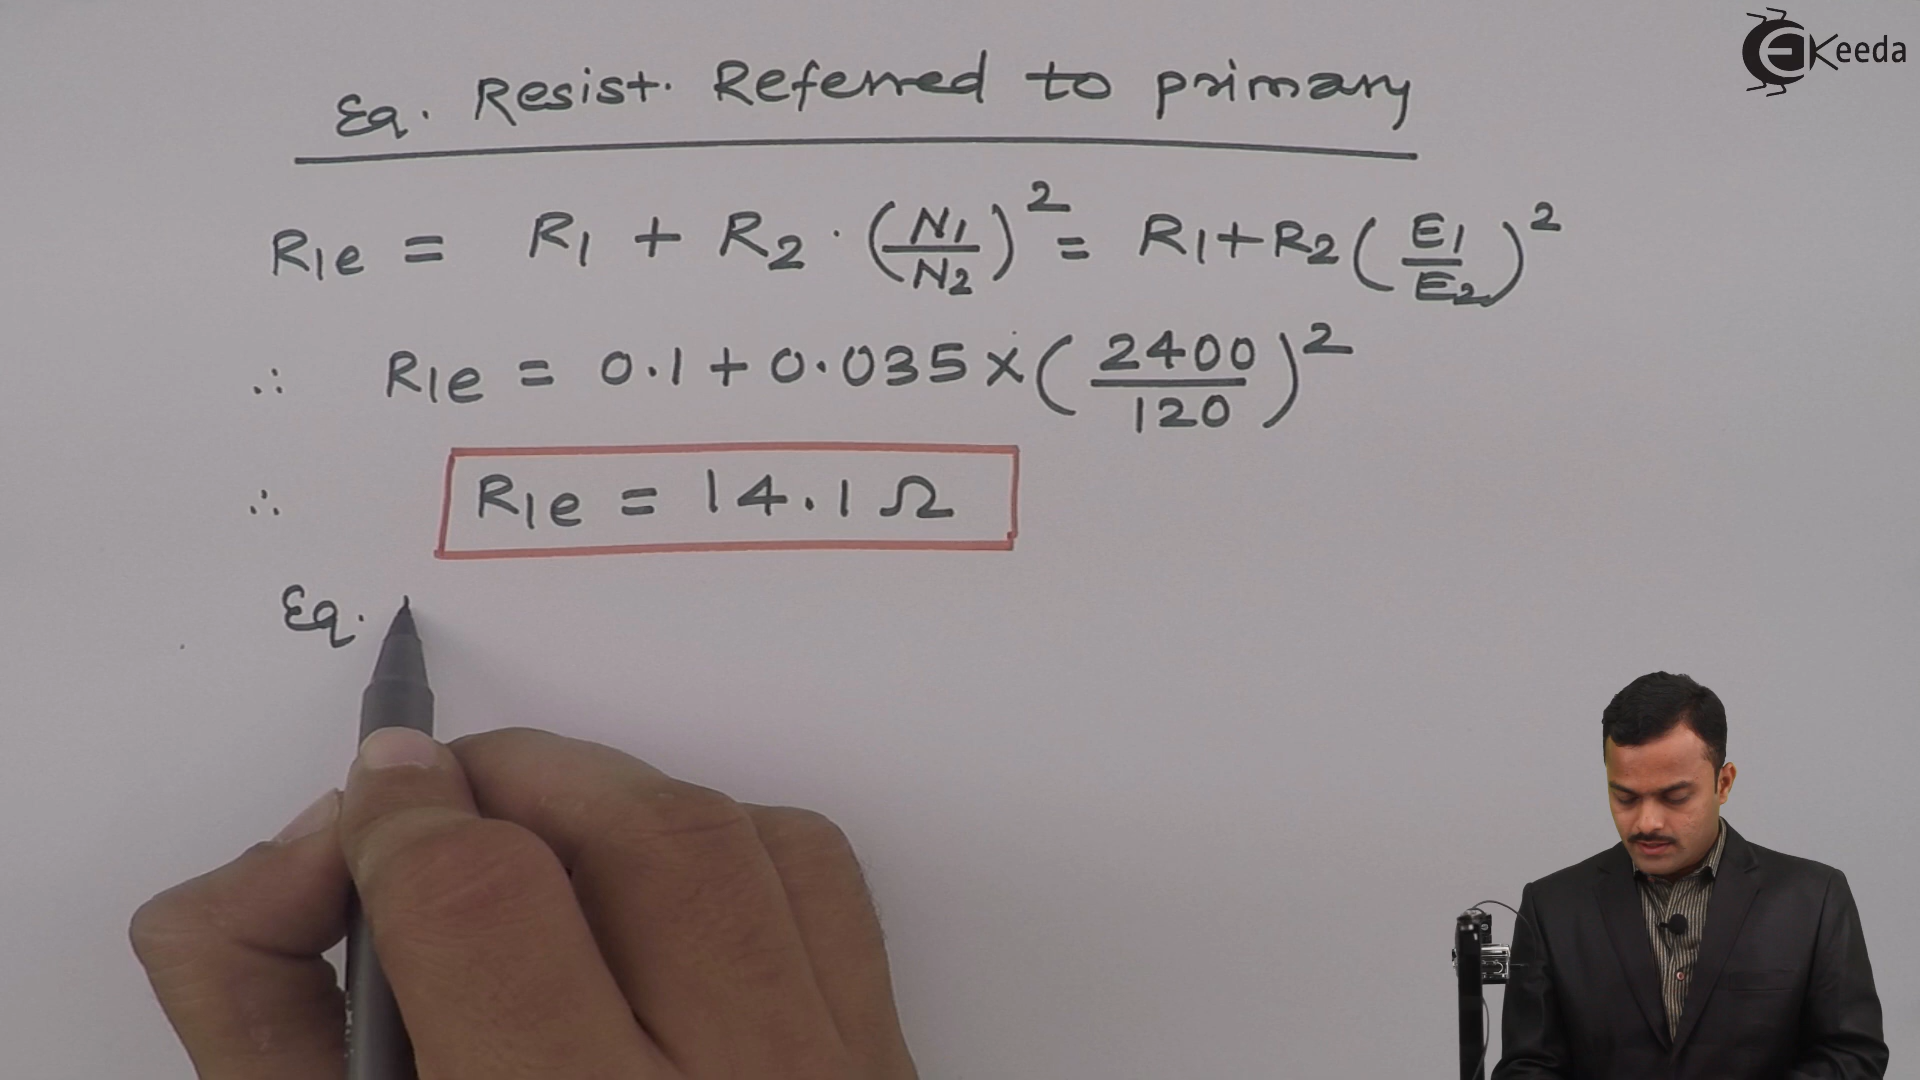 EKeeda
Eq. Resist. Referred to primary
R1e = R1 + R2 · (N1/N2)² = R1+R2(E1/E2)²
∴ R1e = 0.1 + 0.035 × (2400/120)²
∴ R1e = 14.1 Ω
Eq.